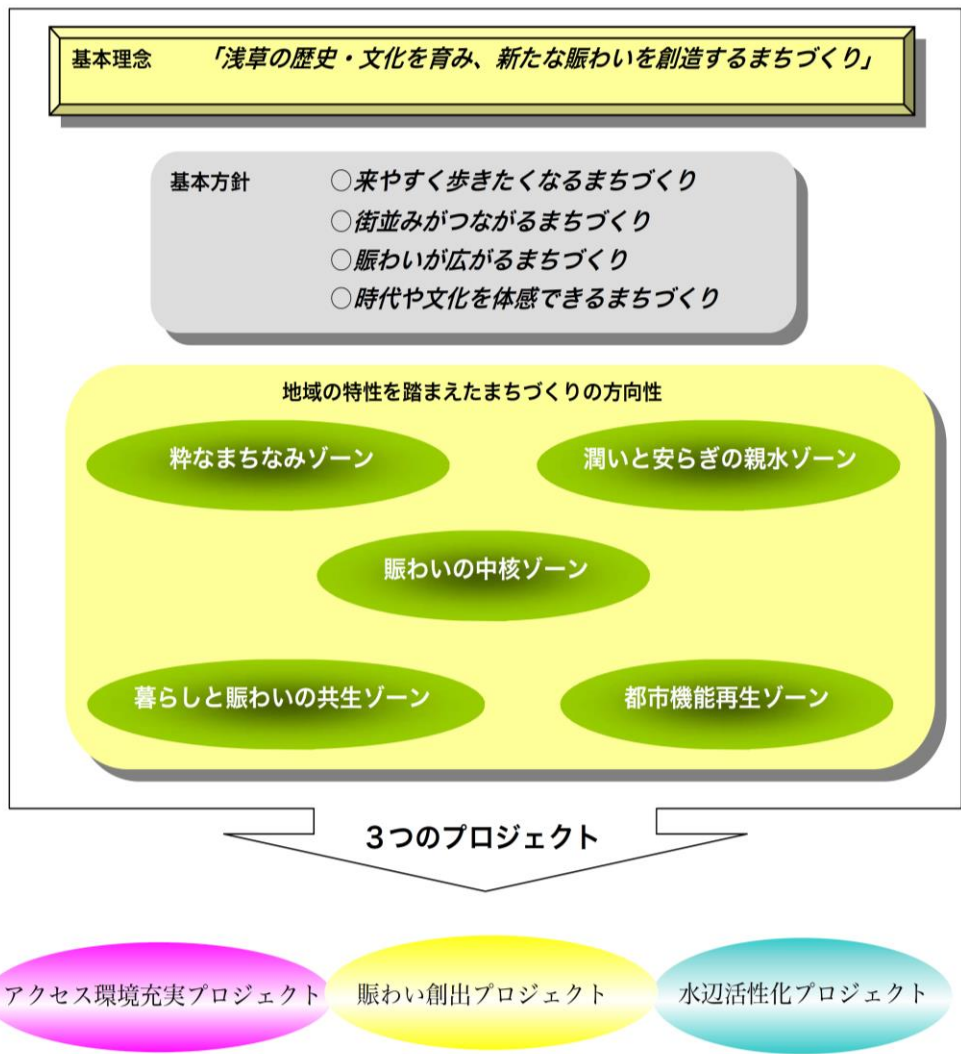 基本理念 「浅草の歴史・文化を育み、新たな賑わいを創造するまちづくり」
基本方針 ○来やすく歩きたくなるまちづくり
○街並みがつながるまちづくり
○賑わいが広がるまちづくり
○時代や文化を体感できるまちづくり
地域の特性を踏まえたまちづくりの方向性
粋なまちなみゾーン
潤いと安らぎの親水ゾーン
賑わいの中核ゾーン
暮らしと賑わいの共生ゾーン
都市機能再生ゾーン
3つのプロジェクト
アクセス環境充実プロジェクト
賑わい創出プロジェクト
水辺活性化プロジェクト